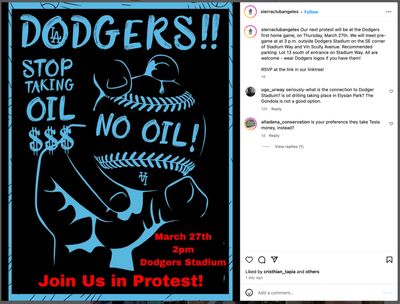 DODGERS!!
LA
STOP
TAKING
OIL
$$$
NO OIL!
March 27th
2pm
Dodgers Stadium
Join Us in Protest!
sierraclubangeles • Follow
sierraclubangeles Our next protest will be at the Dodgers
first home game, on Thursday, March 27th. We will meet pre-
game at at 3 p.m. outside Dodgers Stadium on the SE corner
of Stadium Way and Vin Scully Avenue. Recommended
parking: Lot 13 south of entrance on Stadium Way. All are
welcome - wear Dodgers logos if you have them!
RSVP at the link in our linktree!
ugo_urway seriously-what is the connection to Dodger
Stadium? is oil drilling taking place in Elysian Park? The
Gondola is not a good option.
Reply
altadena_conservation is your preference they take Tesla
money, instead?
Reply
View replies (1)
Liked by cristhian_tapia and others
1 day ago
Add a comment...